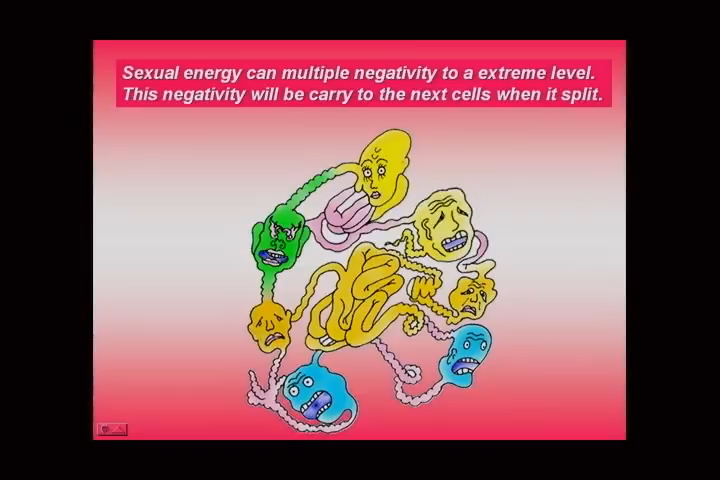 Sexual energy can multiple negativity to a extreme level.
This negativity will be carry to the next cells when it split.